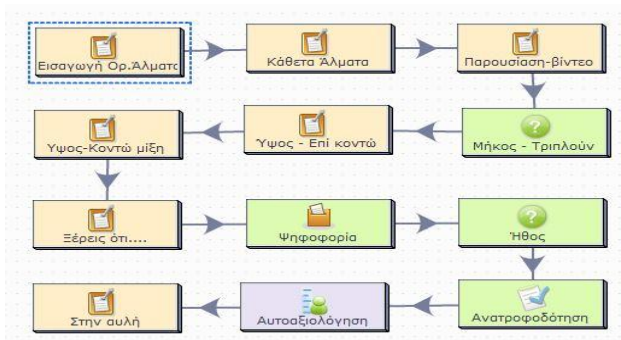 Εισαγωγή Ορ.Άλματα
Κάθετα Άλματα
Παρουσίαση-βίντεο
Μήκος - Τριπλούν
Ύψος - Επί κοντώ
Υψος-Κοντώ μίξη
Ξέρεις ότι....
Ψηφοφορία
Ήθος
Ανατροφοδότηση
Αυτοαξιολόγηση
Στην αυλή